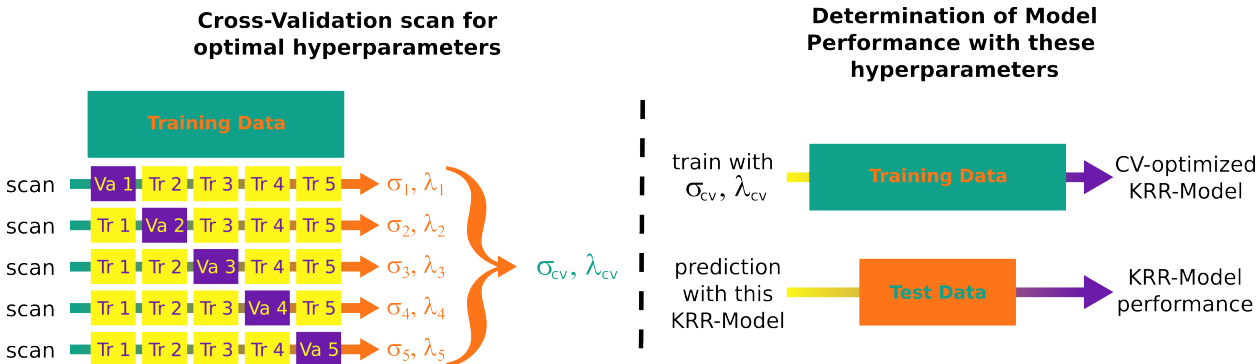 Cross-Validation scan for
optimal hyperparameters
Training Data
scan Va 1 Tr 2 Tr 3 Tr 4 Tr 5 σ1, λ1
scan Tr 1 Va 2 Tr 3 Tr 4 Tr 5 σ2, λ2
scan Tr 1 Tr 2 Va 3 Tr 4 Tr 5 σ3, λ3
scan Tr 1 Tr 2 Tr 3 Va 4 Tr 5 σ4, λ4
scan Tr 1 Tr 2 Tr 3 Tr 4 Va 5 σ5, λ5
σcv, λcv
Determination of Model
Performance with these
hyperparameters
train with
σcv, λcv
Training Data
CV-optimized
KRR-Model
prediction
with this
KRR-Model
Test Data
KRR-Model
performance